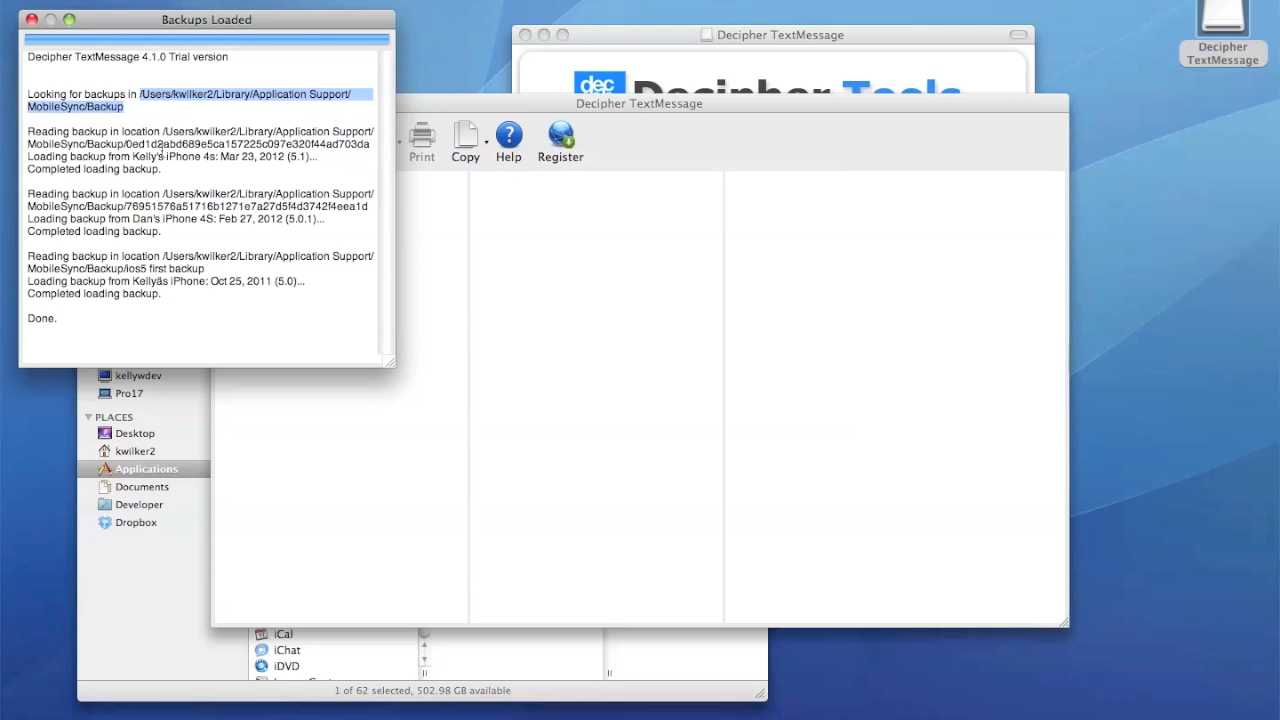 Backups Loaded
Decipher TextMessage 4.1.0 Trial version
Looking for backups in /Users/kwilker2/Library/Application Support/
MobileSync/Backup
Reading backup in location /Users/kwilker2/Library/Application Support/
MobileSync/Backup/0ed1d2abd689e5ca157225c097e320f44ad703da
Loading backup from Kelly's iPhone 4s: Mar 23, 2012 (5.1)...
Completed loading backup.
Reading backup in location /Users/kwilker2/Library/Application Support/
MobileSync/Backup/76951576a51716b1271e7a27d5f4d3742f4eea1d
Loading backup from Dan's iPhone 4S: Feb 27, 2012 (5.0.1)...
Completed loading backup.
Reading backup in location /Users/kwilker2/Library/Application Support/
MobileSync/Backup/ios5 first backup
Loading backup from Kellyäs iPhone: Oct 25, 2011 (5.0)...
Completed loading backup.
Done.
Decipher TextMessage
dec
Decipher Tools
Decipher TextMessage
Print
Copy
Help
Register
Decipher
TextMessage
kellywdev
Pro17
PLACES
Desktop
kwilker2
Applications
Documents
Developer
Dropbox
iCal
iChat
iDVD
1 of 62 selected, 502.98 GB available